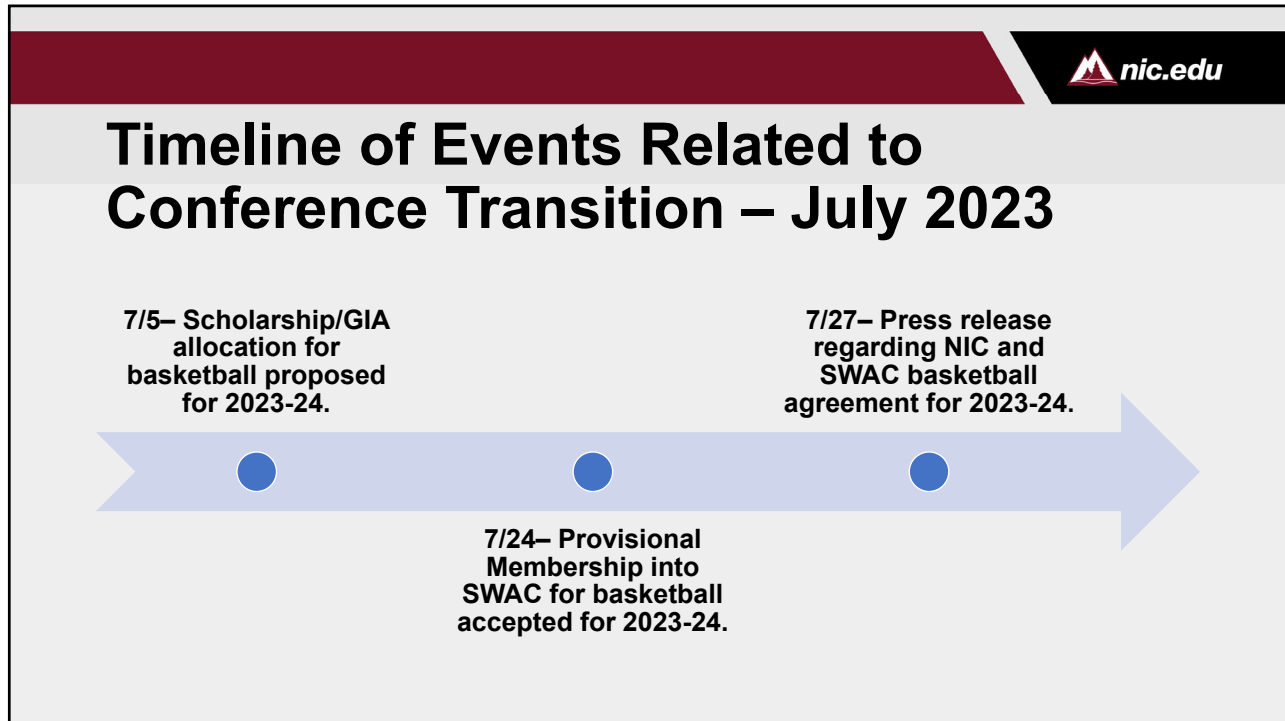 nic.edu
Timeline of Events Related to
Conference Transition – July 2023
7/5– Scholarship/GIA
allocation for
basketball proposed
for 2023-24.
7/24– Provisional
Membership into
SWAC for basketball
accepted for 2023-24.
7/27– Press release
regarding NIC and
SWAC basketball
agreement for 2023-24.